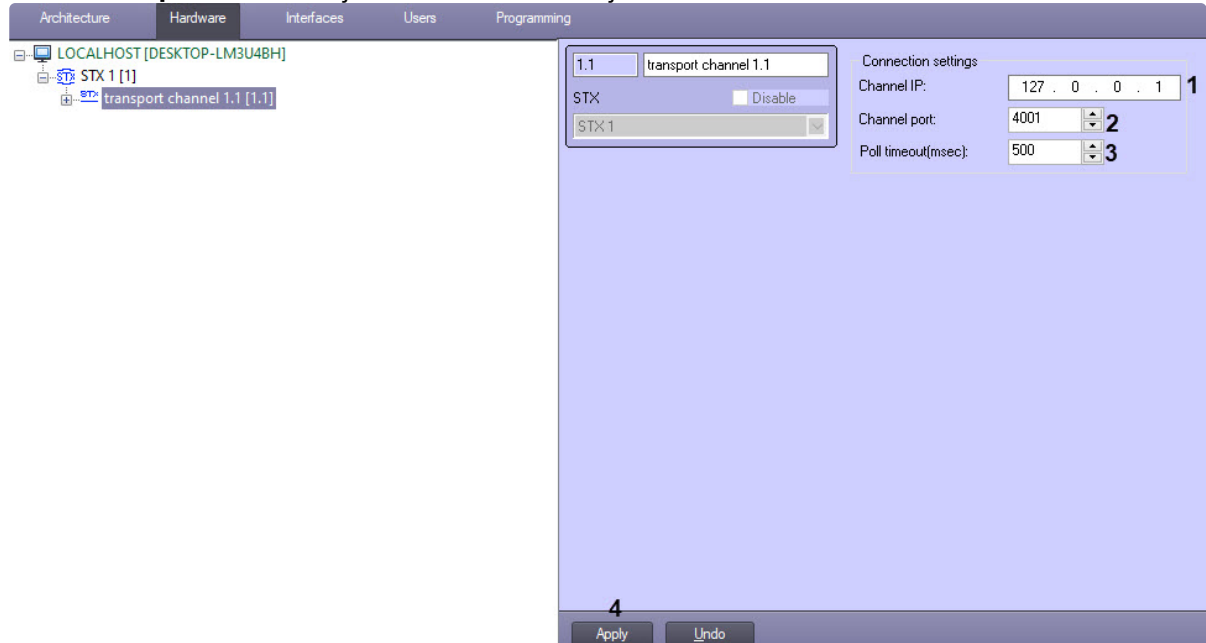 Architecture Hardware Interfaces Users Programming
LOCALHOST [DESKTOP-LM3U4BH]
STX 1 [1]
transport channel 1.1 [1.1]
1.1 transport channel 1.1
STX Disable
STX 1
Connection settings
Channel IP: 127 . 0 . 0 . 1 1
Channel port: 4001 2
Poll timeout(msec): 500 3
4
Apply Undo